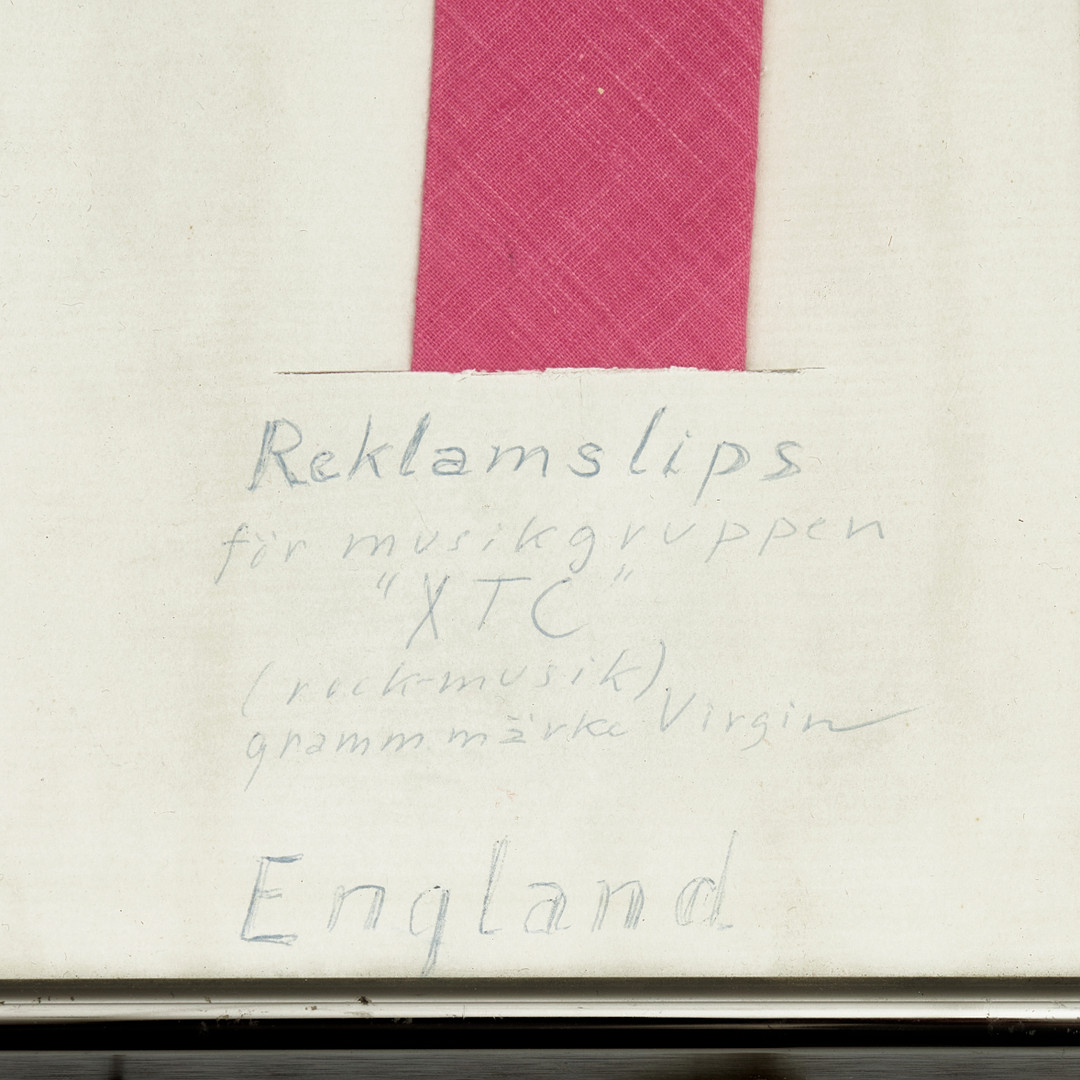 Reklamslips
för musikgruppen
"XTC"
(rock-musik)
gramm märke Virgin
England